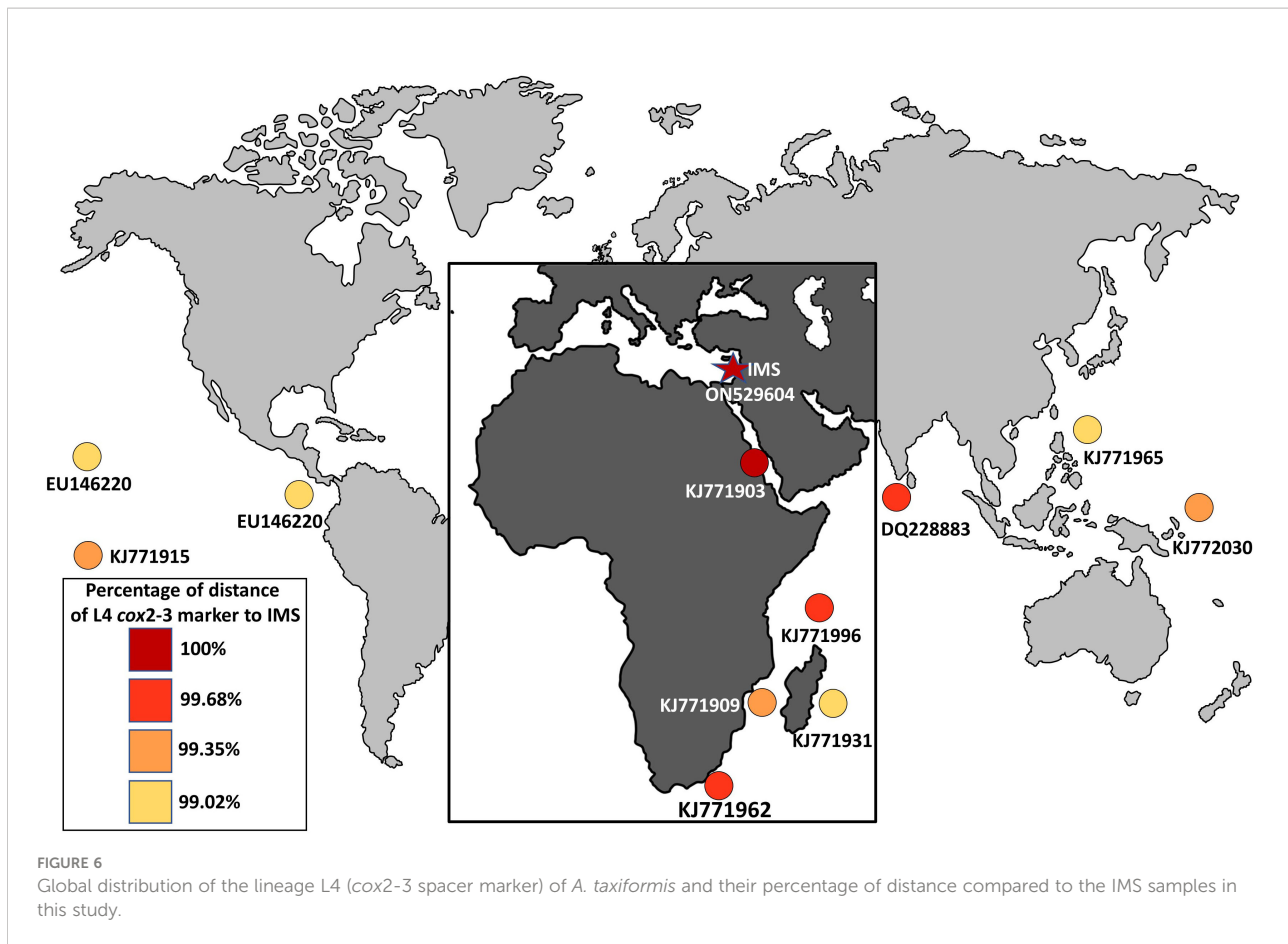 IMS
ON529604
KJ771903
EU146220
EU146220
KJ771965
DQ228883
KJ772030
KJ771915
KJ771996
KJ771909
KJ771931
KJ771962
Percentage of distance
of L4 cox2-3 marker to IMS
100%
99.68%
99.35%
99.02%
FIGURE 6
Global distribution of the lineage L4 (cox2-3 spacer marker) of A. taxiformis and their percentage of distance compared to the IMS samples in
this study.